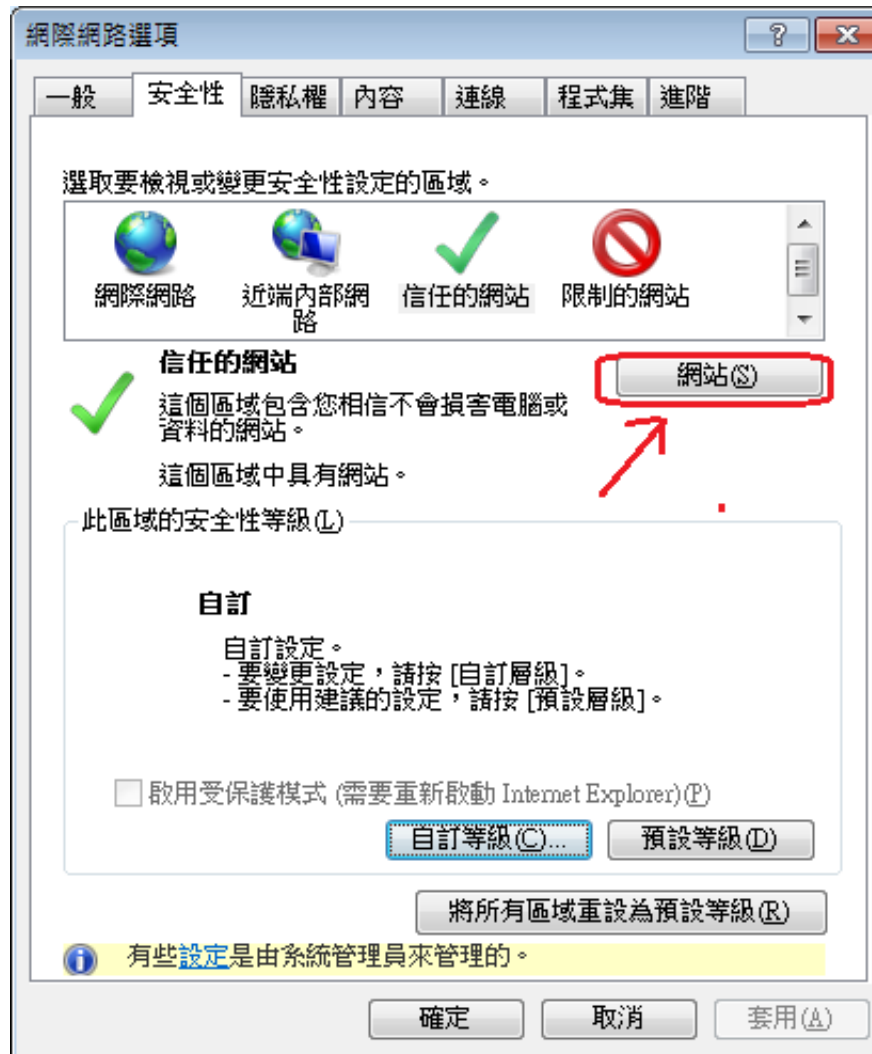 網際網路選項
一般 安全性 隱私權 內容 連線 程式集 進階
選取要檢視或變更安全性設定的區域。
網際網路 近端內部網路 信任的網站 限制的網站
信任的網站
網站(S)
這個區域包含您相信不會損害電腦或
資料的網站。
這個區域中具有網站。
此區域的安全性等級(L)
自訂
自訂設定。
- 要變更設定，請按 [自訂層級]。
- 要使用建議的設定，請按 [預設層級]。
啟用受保護模式 (需要重新啟動 Internet Explorer)(P)
自訂等級(C)... 預設等級(D)
將所有區域重設為預設等級(R)
有些設定是由系統管理員來管理的。
確定 取消 套用(A)